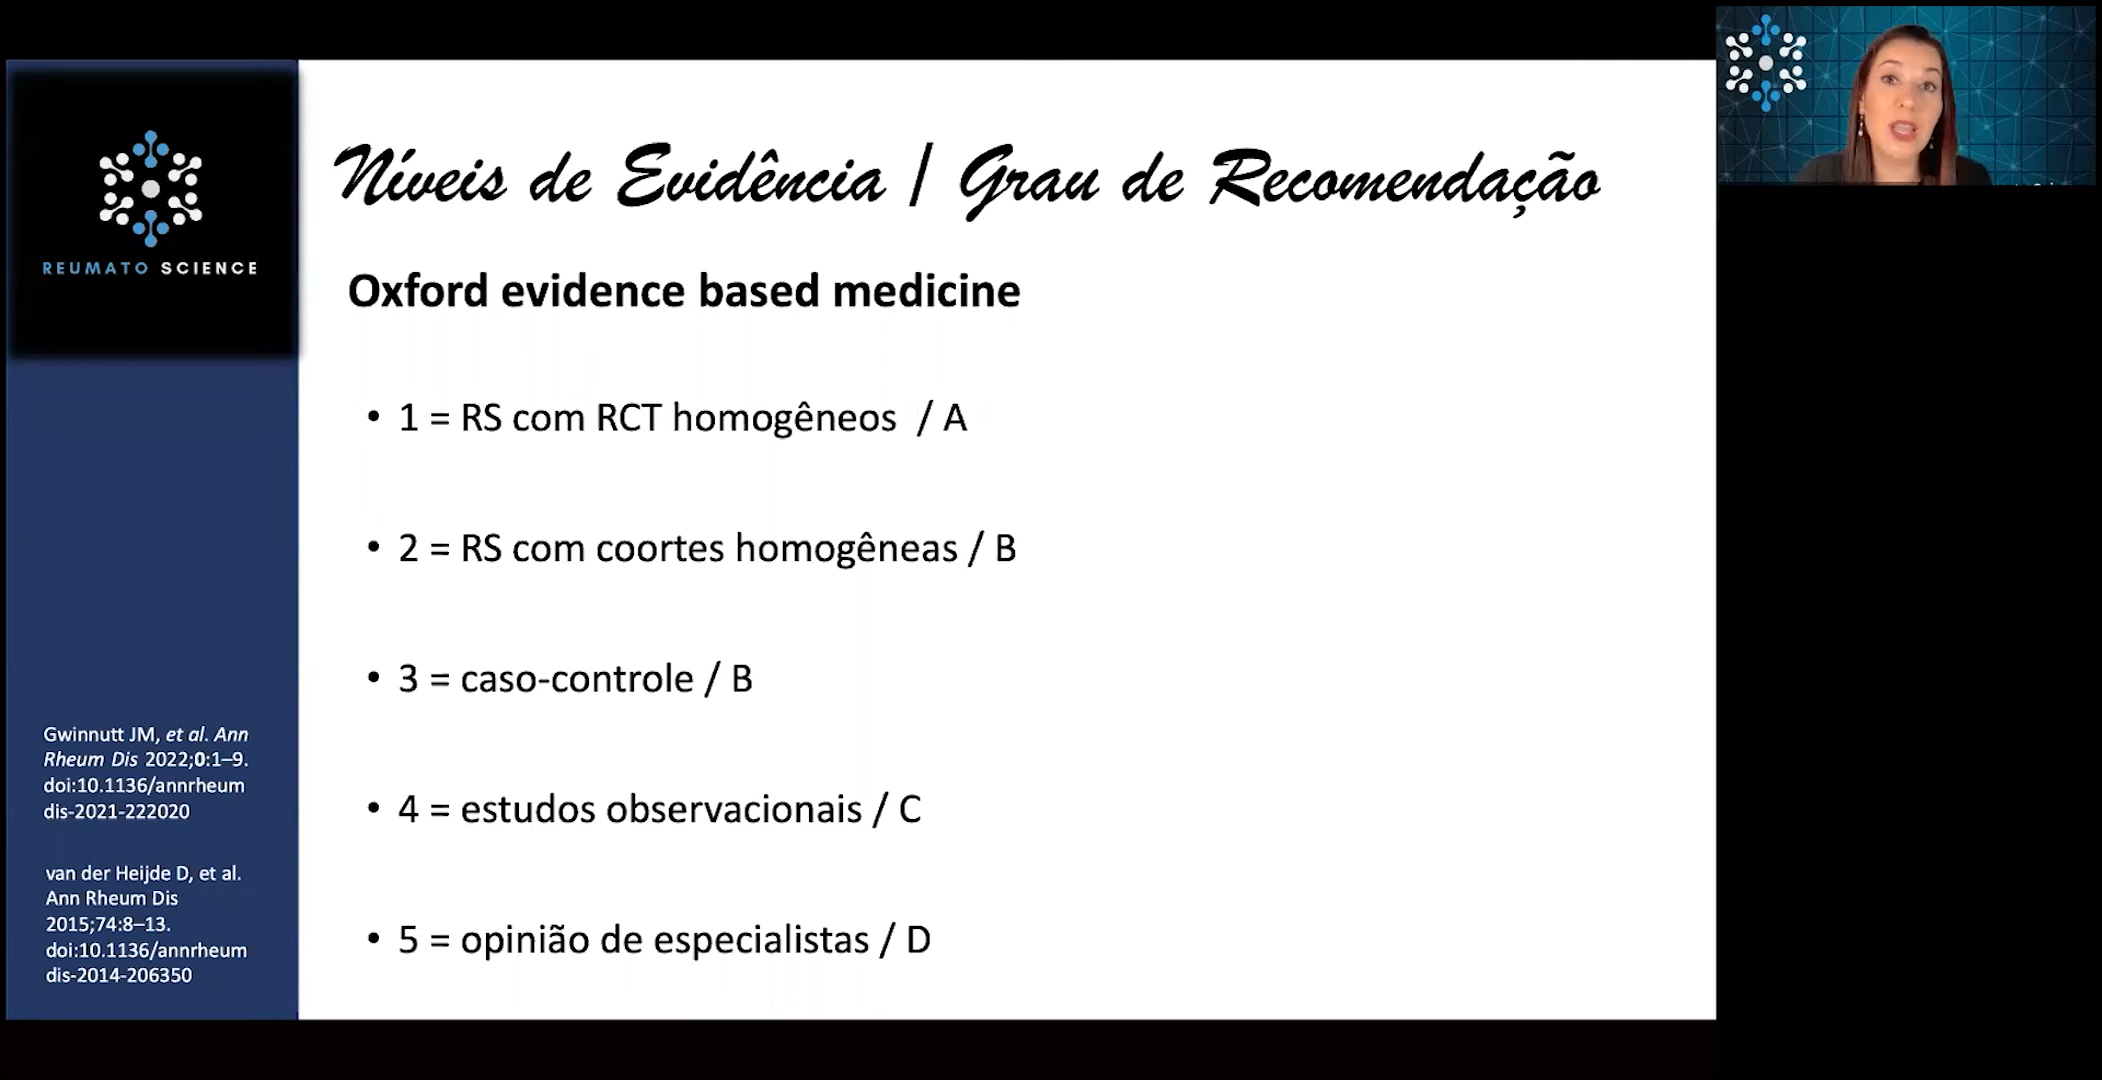 REUMATO SCIENCE
Níveis de Evidência / Grau de Recomendação
Oxford evidence based medicine
• 1 = RS com RCT homogêneos / A
• 2 = RS com coortes homogêneas / B
• 3 = caso-controle / B
• 4 = estudos observacionais / C
• 5 = opinião de especialistas / D
Gwinnutt JM, et al. Ann
Rheum Dis 2022;0:1–9.
doi:10.1136/annrheum
dis-2021-222020
van der Heijde D, et al.
Ann Rheum Dis
2015;74:8–13.
doi:10.1136/annrheum
dis-2014-206350